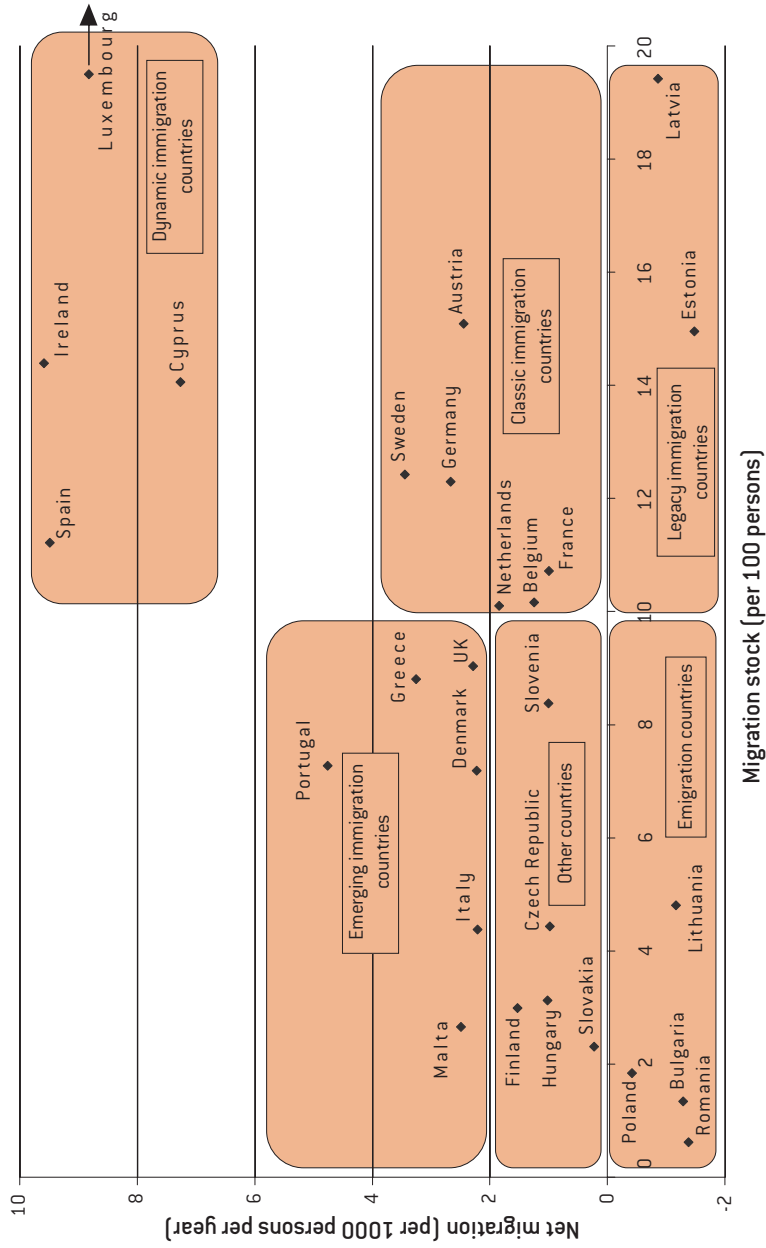 10
8
6
4
2
0
-2
Net migration (per 1000 persons per year)
0
2
4
6
8
10
12
14
16
18
20
Migration stock (per 100 persons)
Spain
Ireland
Luxembourg
Cyprus
Dynamic immigration
countries
Portugal
Greece
Emerging immigration
countries
Malta
Italy
Denmark
UK
Sweden
Germany
Austria
Netherlands
Belgium
France
Classic immigration
countries
Finland
Hungary
Slovakia
Czech Republic
Slovenia
Other countries
Poland
Bulgaria
Romania
Lithuania
Emigration countries
Legacy immigration
countries
Estonia
Latvia